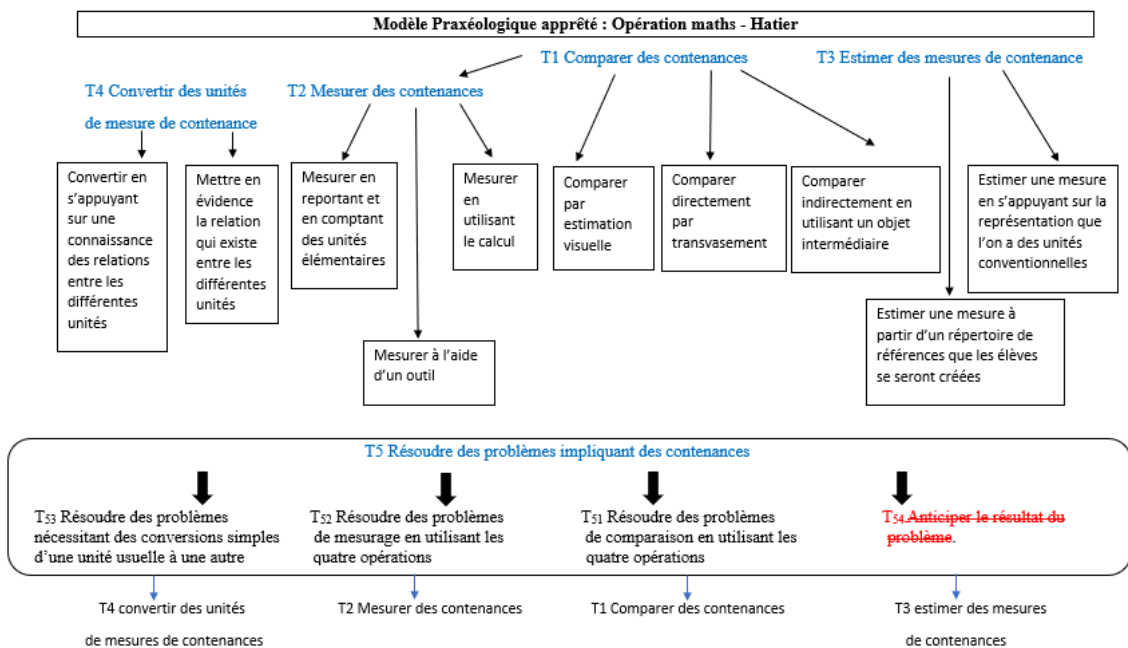 Modèle Praxéologique apprêté : Opération maths - Hatier
T1 Comparer des contenances
T3 Estimer des mesures de contenance
T4 Convertir des unités
de mesure de contenance
T2 Mesurer des contenances
Convertir en
s'appuyant
sur une
connaissance
des relations
entre les
différentes
unités
Mettre en
évidence
la relation
qui existe
entre les
différentes
unités
Mesurer en
reportant et
en comptant
des unités
élémentaires
Mesurer
en
utilisant
le calcul
Comparer
par
estimation
visuelle
Comparer
directement
par
transvasement
Comparer
indirectement en
utilisant un objet
intermédiaire
Estimer une mesure
en s'appuyant sur la
représentation que
l'on a des unités
conventionnelles
Mesurer à l'aide
d'un outil
Estimer une mesure à
partir d'un répertoire de
références que les élèves
se seront créées
T5 Résoudre des problèmes impliquant des contenances
T53 Résoudre des problèmes
nécessitant des conversions simples
d'une unité usuelle à une autre
T52 Résoudre des problèmes
de mesurage en utilisant les
quatre opérations
T51 Résoudre des problèmes
de comparaison en utilisant les
quatre opérations
T54 Anticiper le résultat du
problème.
T4 convertir des unités
de mesures de contenances
T2 Mesurer des contenances
T1 Comparer des contenances
T3 estimer des mesures
de contenances